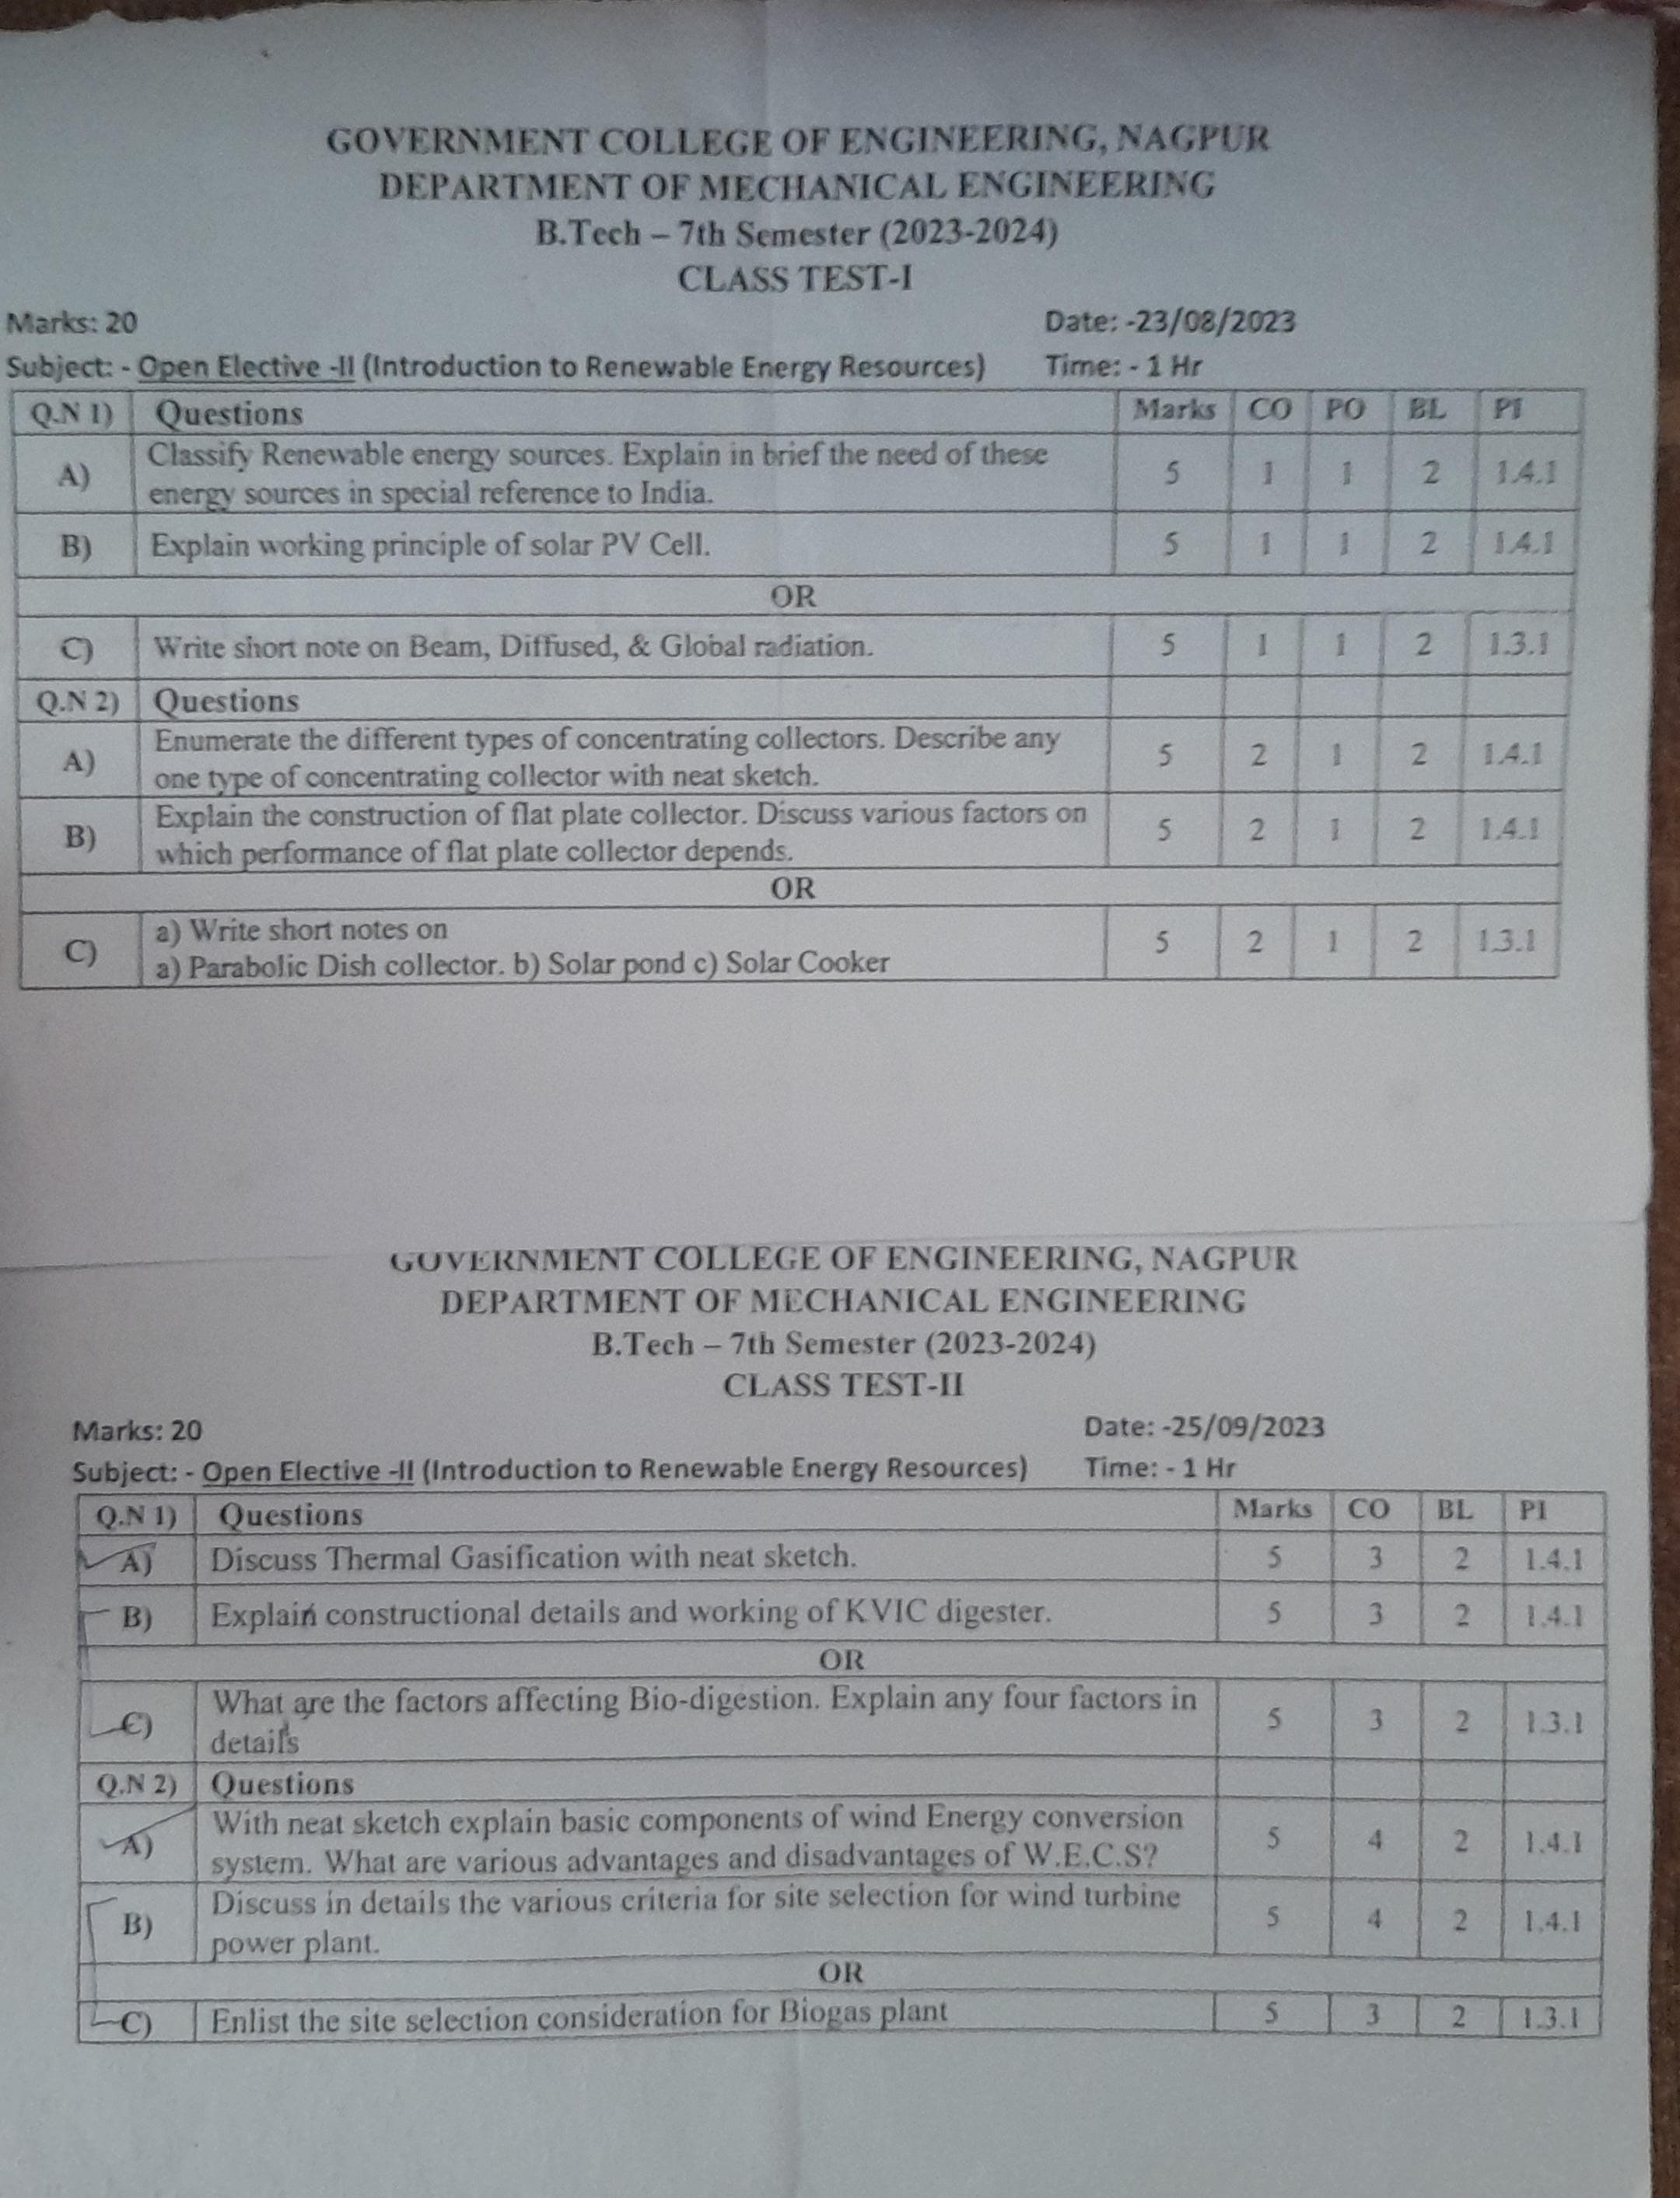 GOVERNMENT COLLEGE OF ENGINEERING, NAGPUR
DEPARTMENT OF MECHANICAL ENGINEERING
B.Tech – 7th Semester (2023-2024)
CLASS TEST-I
Marks: 20 Date: -23/08/2023
Subject: - Open Elective -II (Introduction to Renewable Energy Resources) Time: - 1 Hr
Q.N 1) Questions Marks CO PO BL PI
A) Classify Renewable energy sources. Explain in brief the need of these
energy sources in special reference to India. 5 1 1 2 1.4.1
B) Explain working principle of solar PV Cell. 5 1 1 2 1.4.1
OR
C) Write short note on Beam, Diffused, & Global radiation. 5 1 1 2 1.3.1
Q.N 2) Questions
A) Enumerate the different types of concentrating collectors. Describe any
one type of concentrating collector with neat sketch. 5 2 1 2 1.4.1
B) Explain the construction of flat plate collector. Discuss various factors on
which performance of flat plate collector depends. 5 2 1 2 1.4.1
OR
C) a) Write short notes on
a) Parabolic Dish collector. b) Solar pond c) Solar Cooker 5 2 1 2 1.3.1
GOVERNMENT COLLEGE OF ENGINEERING, NAGPUR
DEPARTMENT OF MECHANICAL ENGINEERING
B.Tech – 7th Semester (2023-2024)
CLASS TEST-II
Marks: 20 Date: -25/09/2023
Subject: - Open Elective -II (Introduction to Renewable Energy Resources) Time: - 1 Hr
Q.N 1) Questions Marks CO BL PI
A) Discuss Thermal Gasification with neat sketch. 5 3 2 1.4.1
B) Explain constructional details and working of KVIC digester. 5 3 2 1.4.1
OR
C) What are the factors affecting Bio-digestion. Explain any four factors in
details 5 3 2 1.3.1
Q.N 2) Questions
A) With neat sketch explain basic components of wind Energy conversion
system. What are various advantages and disadvantages of W.E.C.S? 5 4 2 1.4.1
B) Discuss in details the various criteria for site selection for wind turbine
power plant. 5 4 2 1.4.1
OR
C) Enlist the site selection consideration for Biogas plant 5 3 2 1.3.1